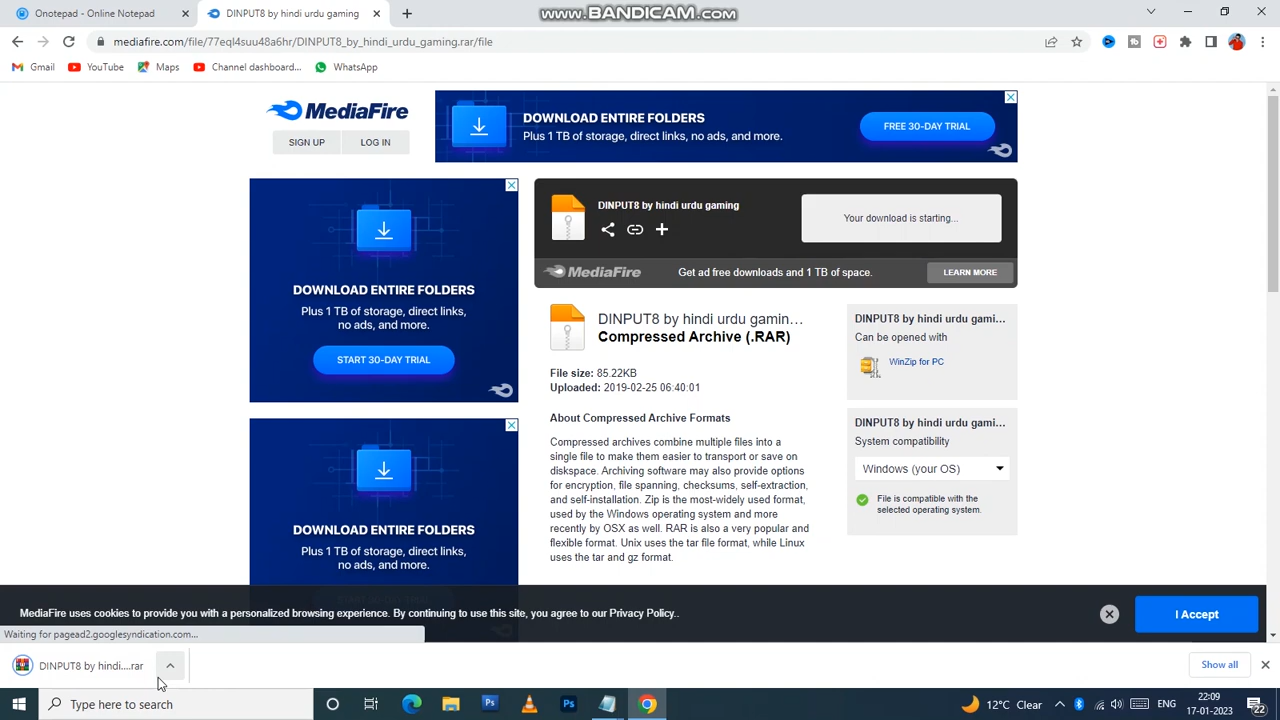 Onotepad - Online Notepad
DINPUT8 by hindi urdu gaming
www.BANDICAM.com
mediafire.com/file/77eql4suu48a6hr/DINPUT8_by_hindi_urdu_gaming.rar/file
Gmail
YouTube
Maps
Channel dashboard...
WhatsApp
MediaFire
SIGN UP
LOG IN
DOWNLOAD ENTIRE FOLDERS
Plus 1 TB of storage, direct links, no ads, and more.
FREE 30-DAY TRIAL
DOWNLOAD ENTIRE FOLDERS
Plus 1 TB of storage, direct links,
no ads, and more.
START 30-DAY TRIAL
DINPUT8 by hindi urdu gaming
Your download is starting...
MediaFire
Get ad free downloads and 1 TB of space.
LEARN MORE
DINPUT8 by hindi urdu gamin...
Compressed Archive (.RAR)
File size: 85.22KB
Uploaded: 2019-02-25 06:40:01
About Compressed Archive Formats
Compressed archives combine multiple files into a
single file to make them easier to transport or save on
diskspace. Archiving software may also provide options
for encryption, file spanning, checksums, self-extraction,
and self-installation. Zip is the most-widely used format,
used by the Windows operating system and more
recently by OSX as well. RAR is also a very popular and
flexible format. Unix uses the tar file format, while Linux
uses the tar and gz format.
DINPUT8 by hindi urdu gami...
Can be opened with
WinZip for PC
DINPUT8 by hindi urdu gami...
System compatibility
Windows (your OS)
File is compatible with the
selected operating system.
DOWNLOAD ENTIRE FOLDERS
Plus 1 TB of storage, direct links,
no ads, and more.
MediaFire uses cookies to provide you with a personalized browsing experience. By continuing to use this site, you agree to our Privacy Policy..
I Accept
Waiting for pagead2.googlesyndication.com...
DINPUT8 by hindi....rar
Show all
Type here to search
Ps
Ps
12°C Clear
ENG
22:09
17-01-2023
22